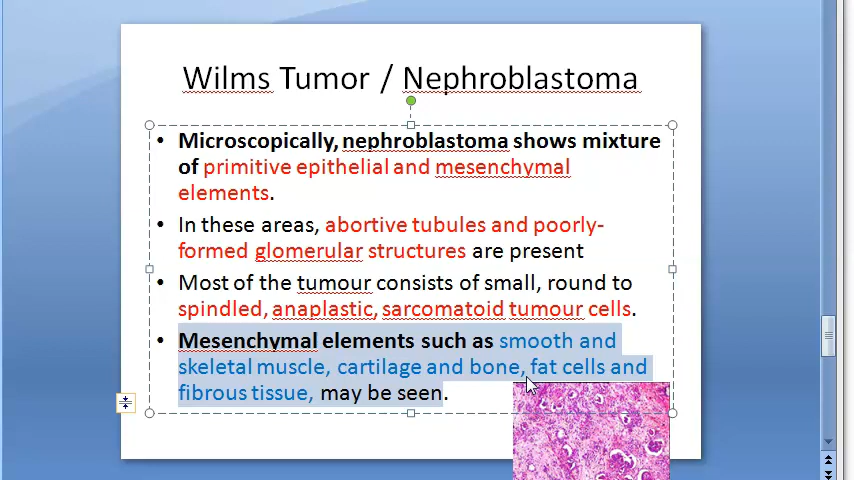 Wilms Tumor / Nephroblastoma
• Microscopically, nephroblastoma shows mixture
of primitive epithelial and mesenchymal
elements.
• In these areas, abortive tubules and poorly-
formed glomerular structures are present
• Most of the tumour consists of small, round to
spindled, anaplastic, sarcomatoid tumour cells.
• Mesenchymal elements such as smooth and
skeletal muscle, cartilage and bone, fat cells and
fibrous tissue, may be seen.